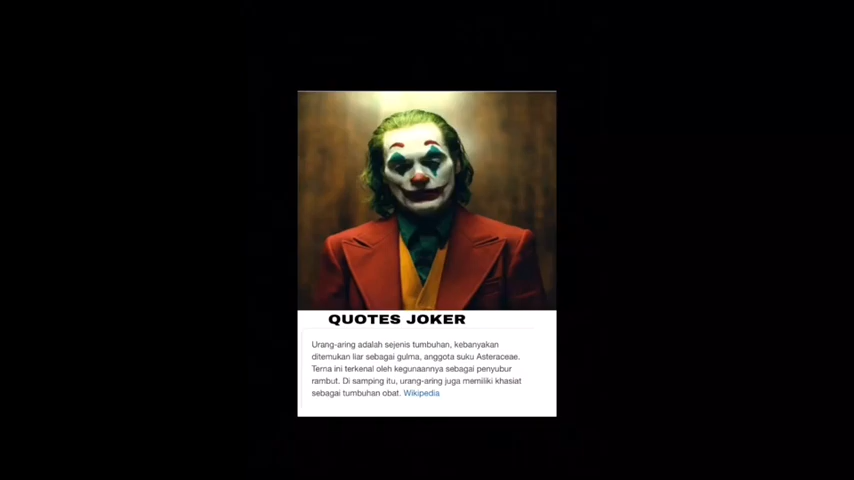 QUOTES JOKER
Urang-aring adalah sejenis tumbuhan, kebanyakan
ditemukan liar sebagai gulma, anggota suku Asteraceae.
Terna ini terkenal oleh kegunaannya sebagai penyubur
rambut. Di samping itu, urang-aring juga memiliki khasiat
sebagai tumbuhan obat. Wikipedia